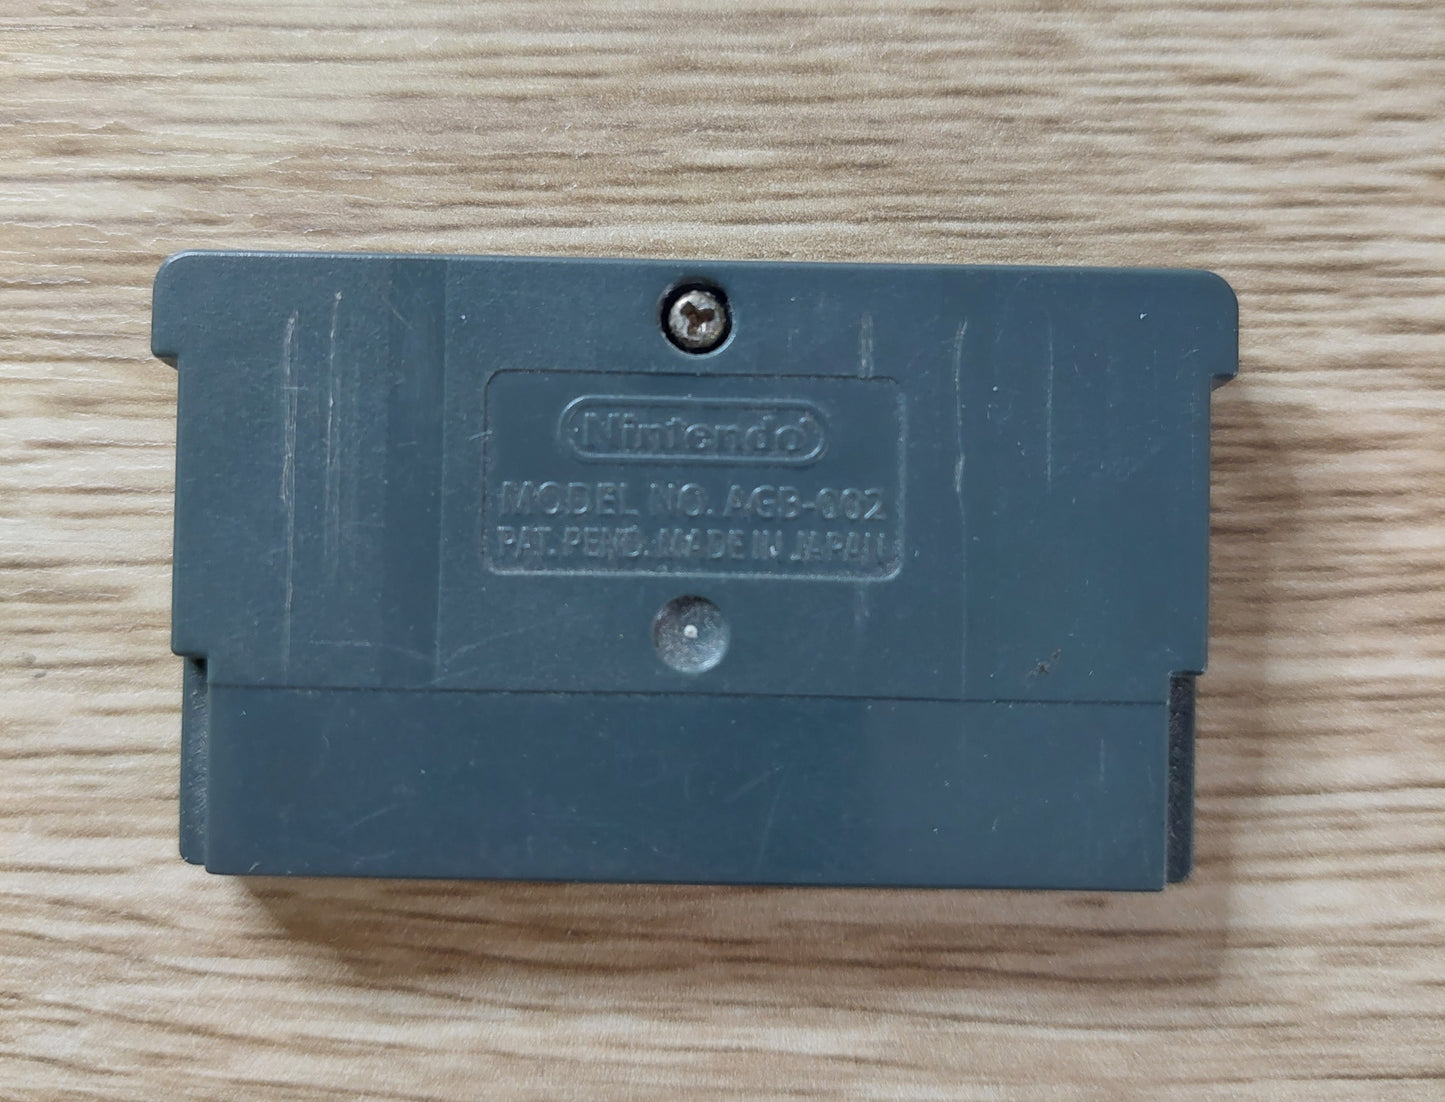 Nintendo
MODEL NO. AGB-002
PAT. PEND. MADE IN JAPAN